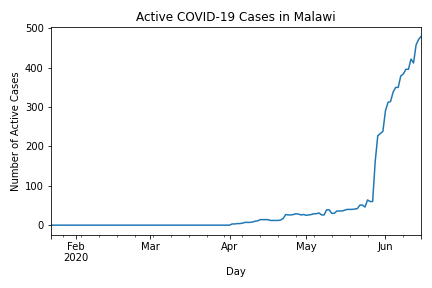 Active COVID-19 Cases in Malawi
Number of Active Cases
500
400
300
200
100
0
Feb Mar Apr May Jun
2020
Day